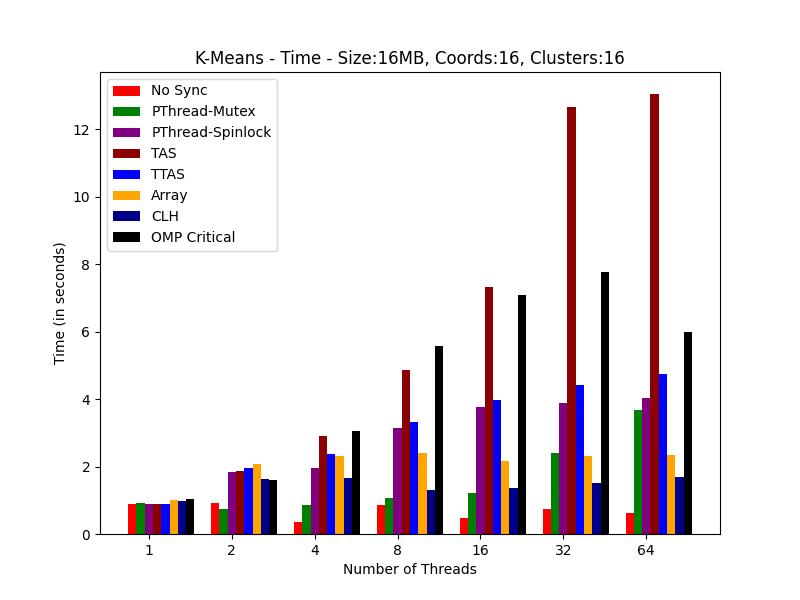 K-Means - Time - Size:16MB, Coords:16, Clusters:16
No Sync
PThread-Mutex
PThread-Spinlock
TAS
TTAS
Array
CLH
OMP Critical
Time (in seconds)
12
10
8
6
4
2
0
1 2 4 8 16 32 64
Number of Threads